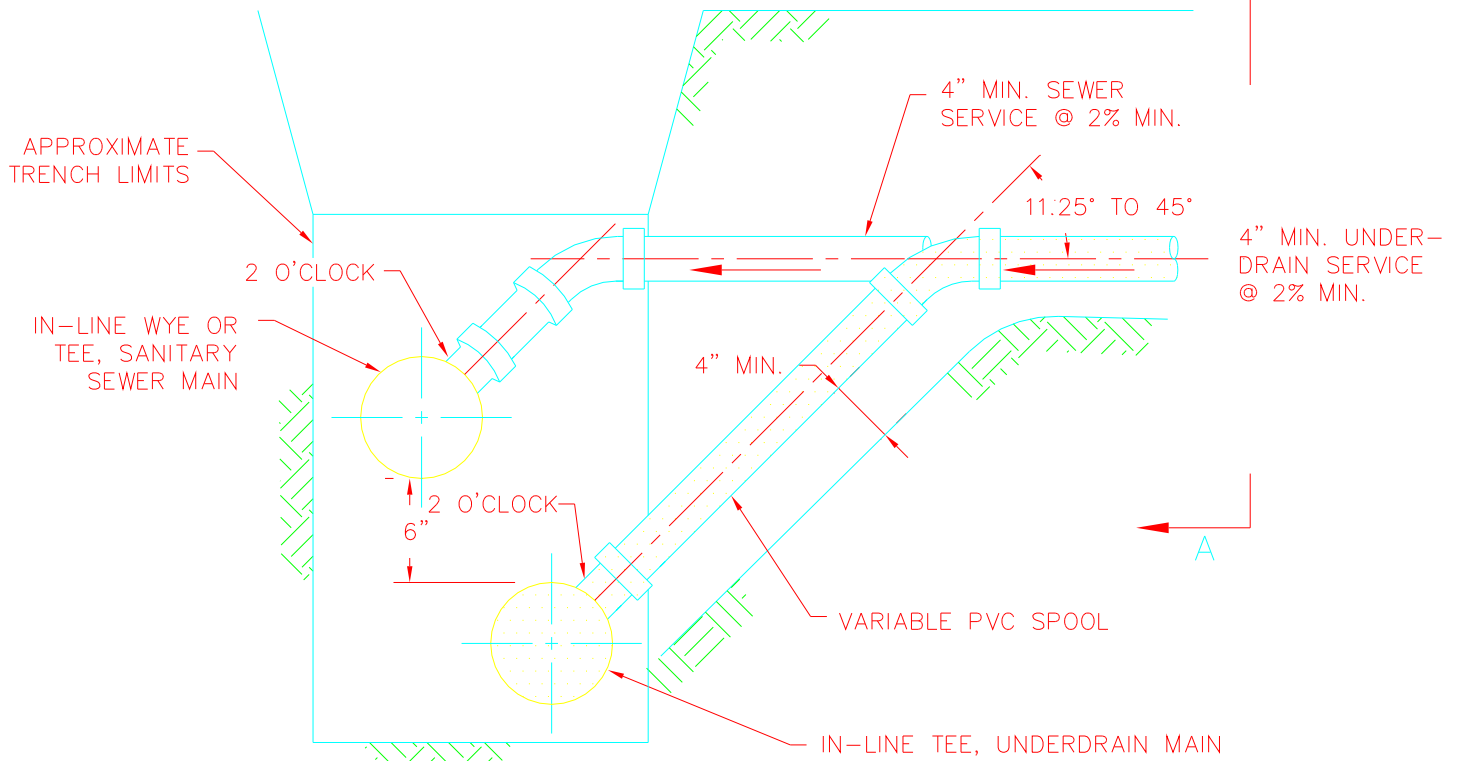 4" MIN. SEWER
SERVICE @ 2% MIN.
APPROXIMATE
TRENCH LIMITS
11.25° TO 45°
4" MIN. UNDER-
DRAIN SERVICE
@ 2% MIN.
2 O'CLOCK
IN-LINE WYE OR
TEE, SANITARY
SEWER MAIN
4" MIN.
2 O'CLOCK
6"
A
VARIABLE PVC SPOOL
IN-LINE TEE, UNDERDRAIN MAIN